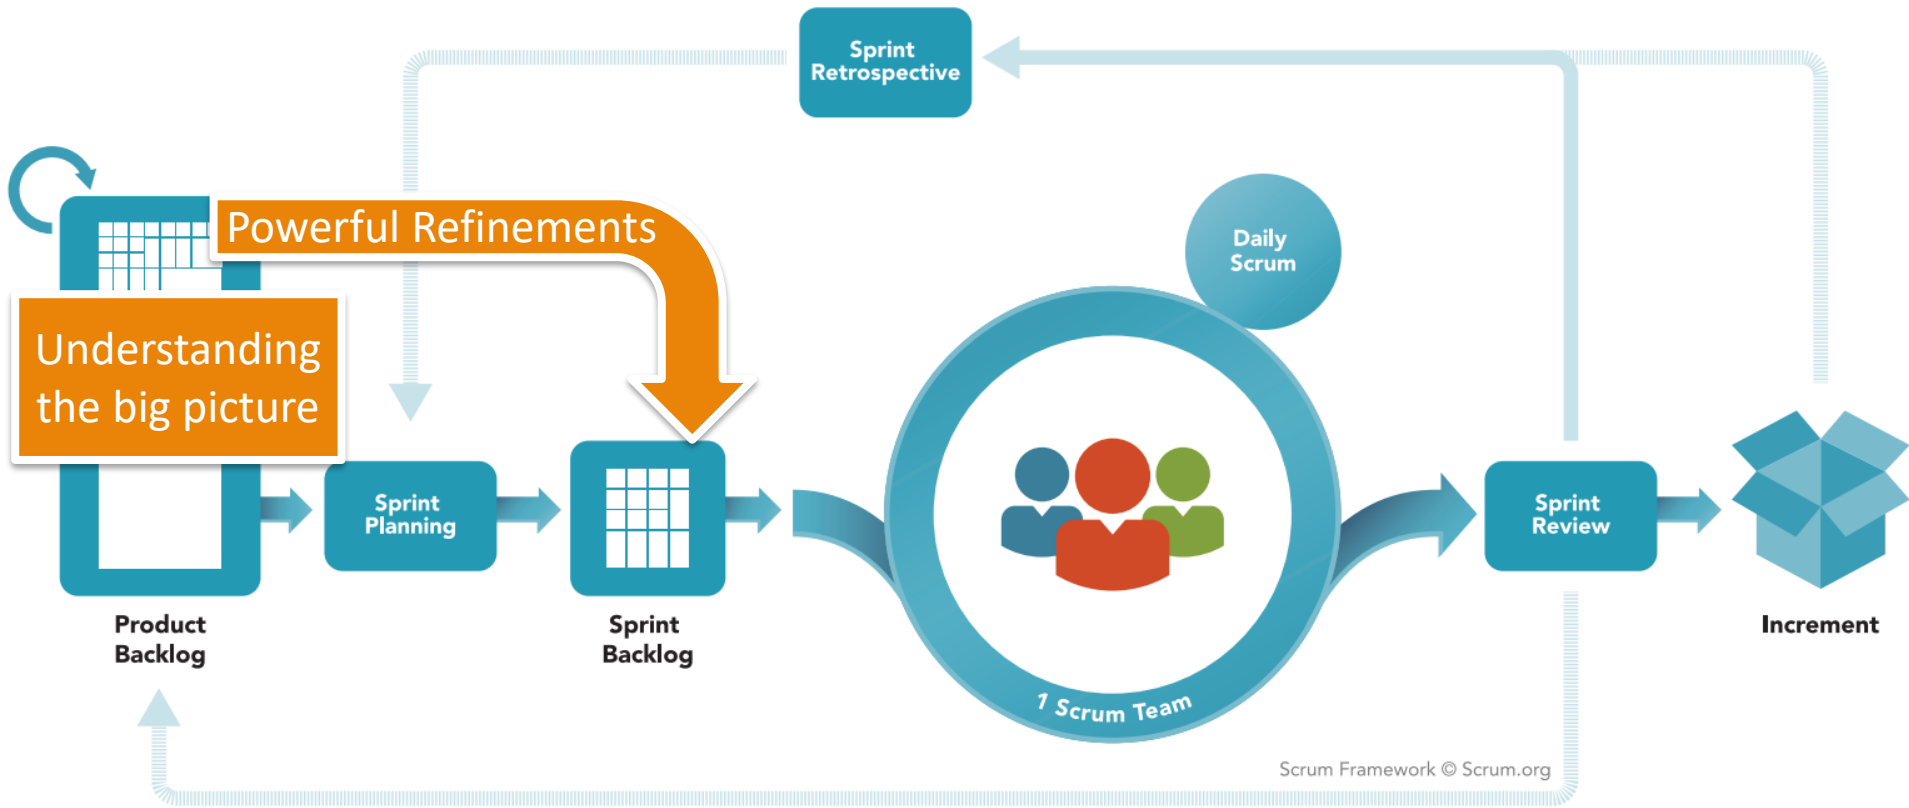 Sprint
Retrospective
Powerful Refinements
Daily
Scrum
Understanding
the big picture
Sprint
Planning
Sprint
Review
Product
Backlog
Sprint
Backlog
Increment
1 Scrum Team
Scrum Framework © Scrum.org